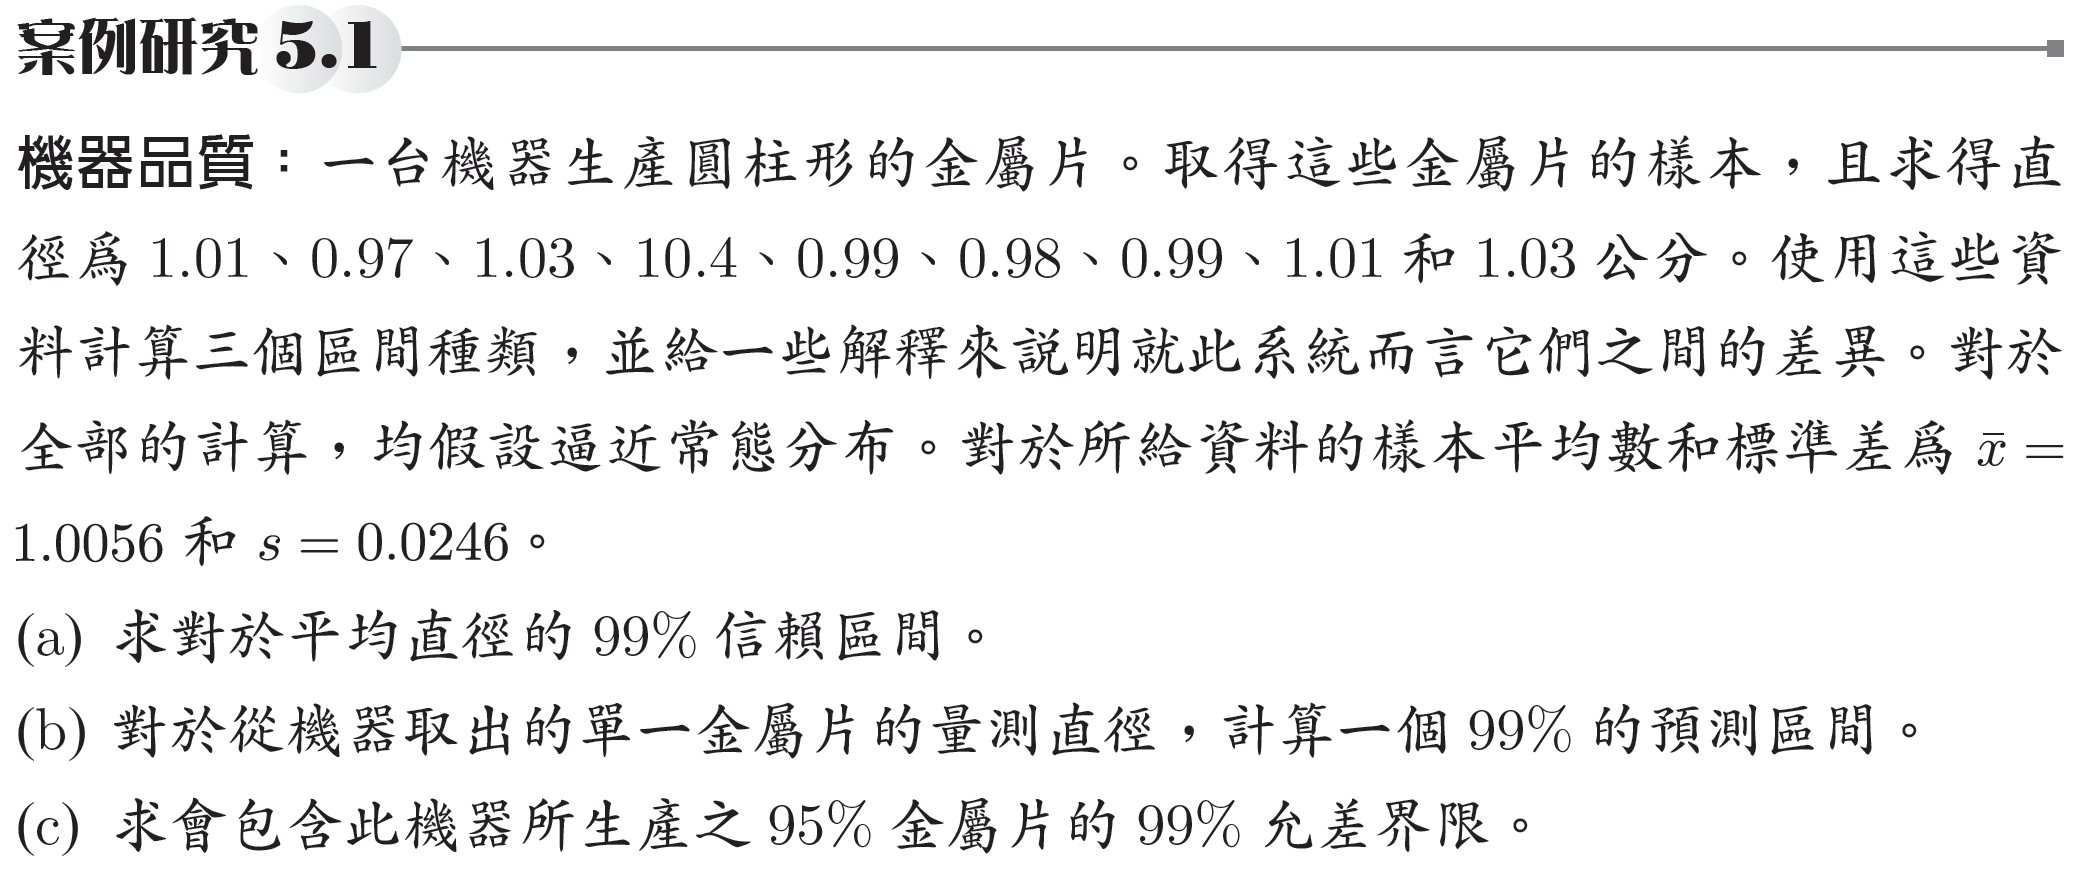 案例研究 5.1
機器品質：一台機器生產圓柱形的金屬片。取得這些金屬片的樣本，且求得直
徑爲 1.01、0.97、1.03、10.4、0.99、0.98、0.99、1.01 和 1.03 公分。使用這些資
料計算三個區間種類，並給一些解釋來說明就此系統而言它們之間的差異。對於
全部的計算，均假設逼近常態分布。對於所給資料的樣本平均數和標準差爲 x̄ =
1.0056 和 s = 0.0246。
(a) 求對於平均直徑的 99% 信賴區間。
(b) 對於從機器取出的單一金屬片的量測直徑，計算一個 99% 的預測區間。
(c) 求會包含此機器所生產之 95% 金屬片的 99% 允差界限。